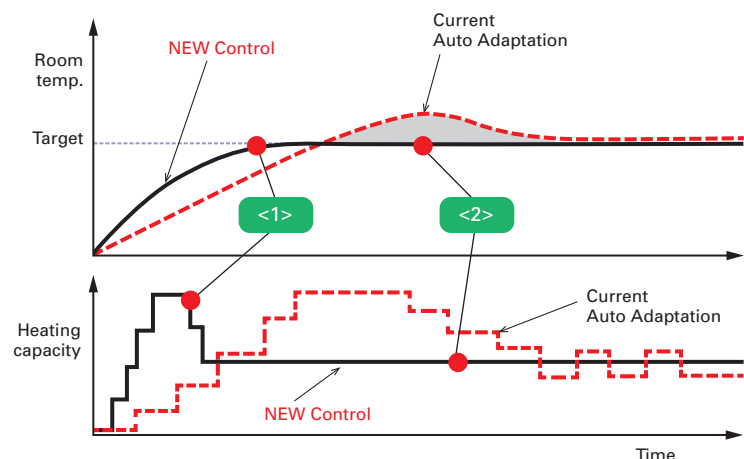 Current
Auto Adaptation
NEW Control
Room
temp.
Target
<1>
<2>
Current
Auto Adaptation
Heating
capacity
NEW Control
Time